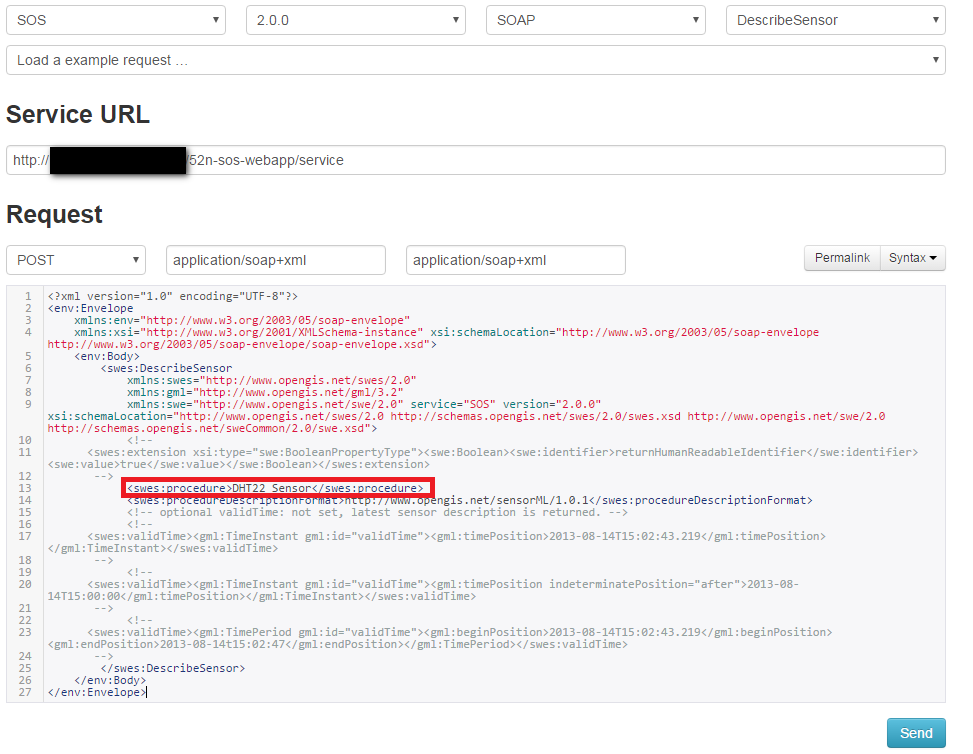 SOS 2.0.0 SOAP DescribeSensor
Load a example request ...
Service URL
http:// /52n-sos-webapp/service
Request
POST application/soap+xml application/soap+xml Permalink Syntax
1 <?xml version="1.0" encoding="UTF-8"?>
2 <env:Envelope
3 xmlns:env="http://www.w3.org/2003/05/soap-envelope"
4 xmlns:xsi="http://www.w3.org/2001/XMLSchema-instance" xsi:schemaLocation="http://www.w3.org/2003/05/soap-envelope
http://www.w3.org/2003/05/soap-envelope/soap-envelope.xsd">
5 <env:Body>
6 <swes:DescribeSensor
7 xmlns:swes="http://www.opengis.net/swes/2.0"
8 xmlns:gml="http://www.opengis.net/gml/3.2"
9 xmlns:swe="http://www.opengis.net/swe/2.0" service="SOS" version="2.0.0"
xsi:schemaLocation="http://www.opengis.net/swes/2.0 http://schemas.opengis.net/swes/2.0/swes.xsd http://www.opengis.net/swe/2.0
http://schemas.opengis.net/sweCommon/2.0/swe.xsd">
10 <!--
11 <swes:extension xsi:type="swe:BooleanPropertyType"><swe:Boolean><swe:identifier>returnHumanReadableIdentifier</swe:identifier>
<swe:value>true</swe:value></swe:Boolean></swes:extension>
12 -->
13 <swes:procedure>DHT22 Sensor</swes:procedure>
14 <swes:procedureDescriptionFormat>http://www.opengis.net/sensorML/1.0.1</swes:procedureDescriptionFormat>
15 <!-- optional validTime: not set, latest sensor description is returned. -->
16 <!--
17 <swes:validTime><gml:TimeInstant gml:id="validTime"><gml:timePosition>2013-08-14T15:02:43.219</gml:timePosition>
</gml:TimeInstant></swes:validTime>
18 -->
19 <!--
20 <swes:validTime><gml:TimeInstant gml:id="validTime"><gml:timePosition indeterminatePosition="after">2013-08-
14T15:00:00</gml:timePosition></gml:TimeInstant></swes:validTime>
21 -->
22 <!--
23 <swes:validTime><gml:TimePeriod gml:id="validTime"><gml:beginPosition>2013-08-14T15:02:43.219</gml:beginPosition>
<gml:endPosition>2013-08-14T15:02:47</gml:endPosition></gml:TimePeriod></swes:validTime>
24 -->
25 </swes:DescribeSensor>
26 </env:Body>
27 </env:Envelope>
Send